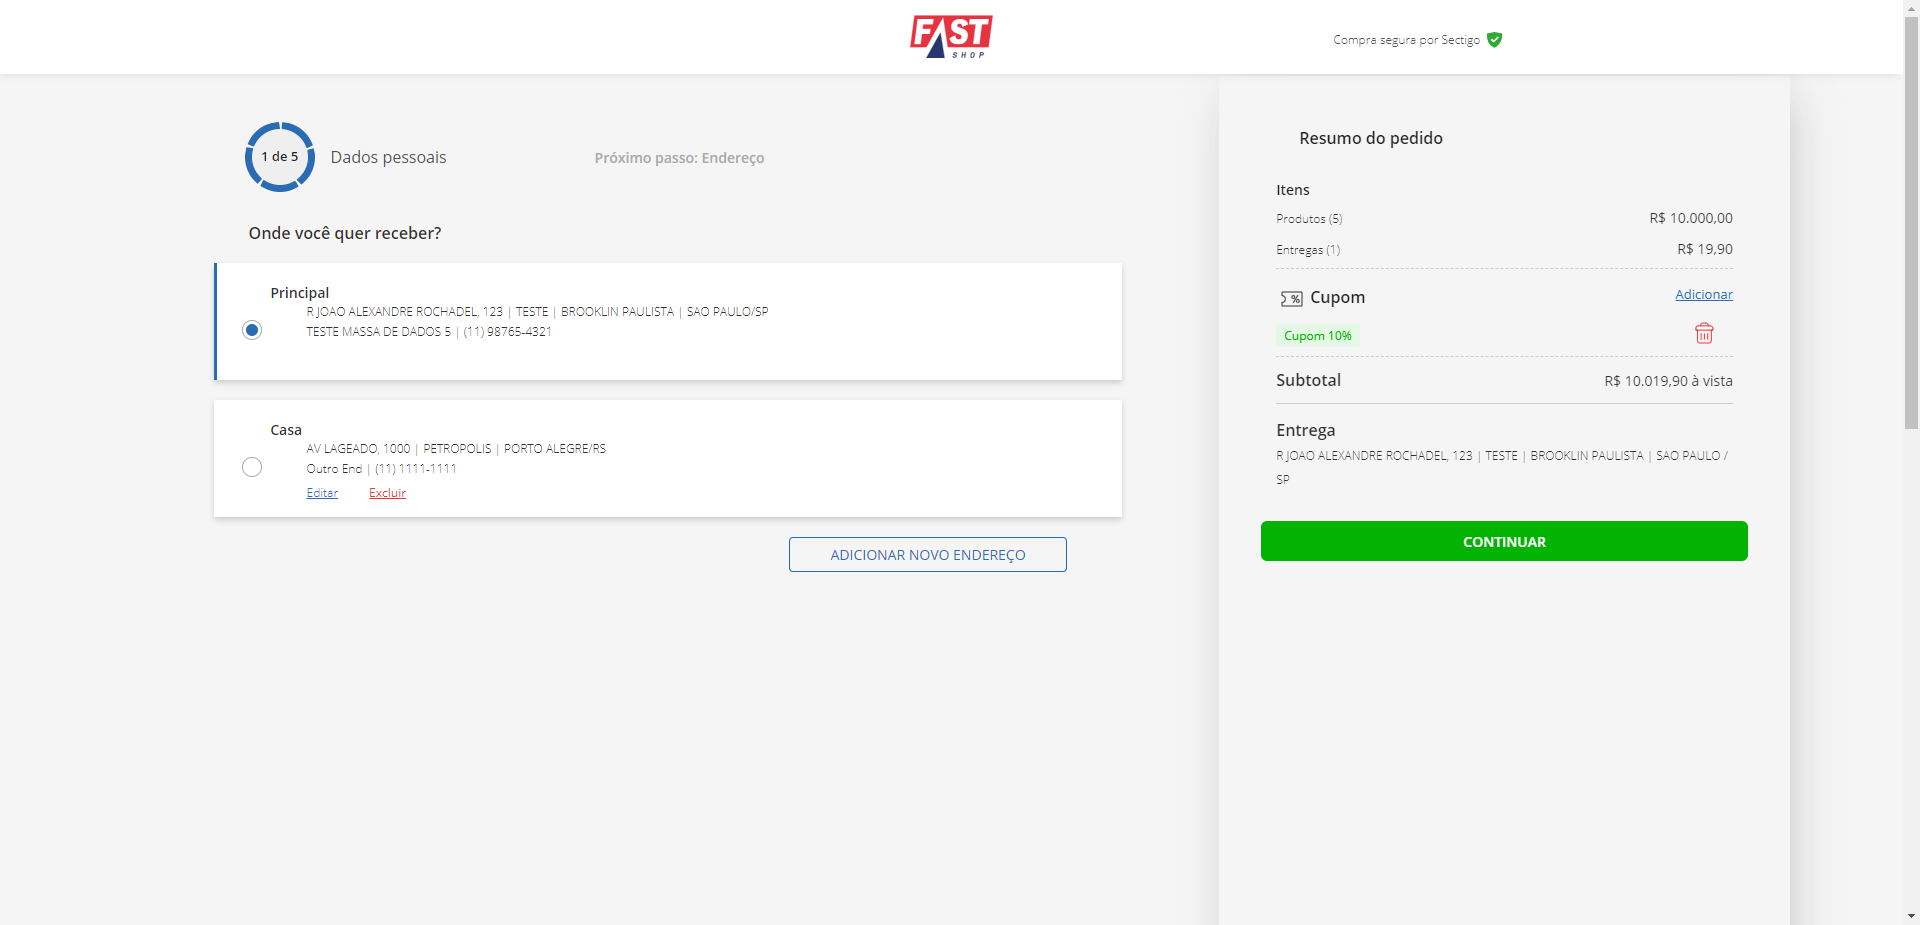 FAST
SHOP
Compra segura por Sectigo
1 de 5
Dados pessoais
Próximo passo: Endereço
Onde você quer receber?
Principal
R JOAO ALEXANDRE ROCHADEL, 123 | TESTE | BROOKLIN PAULISTA | SAO PAULO/SP
TESTE MASSA DE DADOS 5 | (11) 98765-4321
Casa
AV LAGEADO, 1000 | PETROPOLIS | PORTO ALEGRE/RS
Outro End | (11) 1111-1111
Editar Excluir
ADICIONAR NOVO ENDEREÇO
Resumo do pedido
Itens
Produtos (5) R$ 10.000,00
Entregas (1) R$ 19,90
% Cupom Adicionar
Cupom 10%
Subtotal R$ 10.019,90 à vista
Entrega
R JOAO ALEXANDRE ROCHADEL, 123 | TESTE | BROOKLIN PAULISTA | SAO PAULO /
SP
CONTINUAR